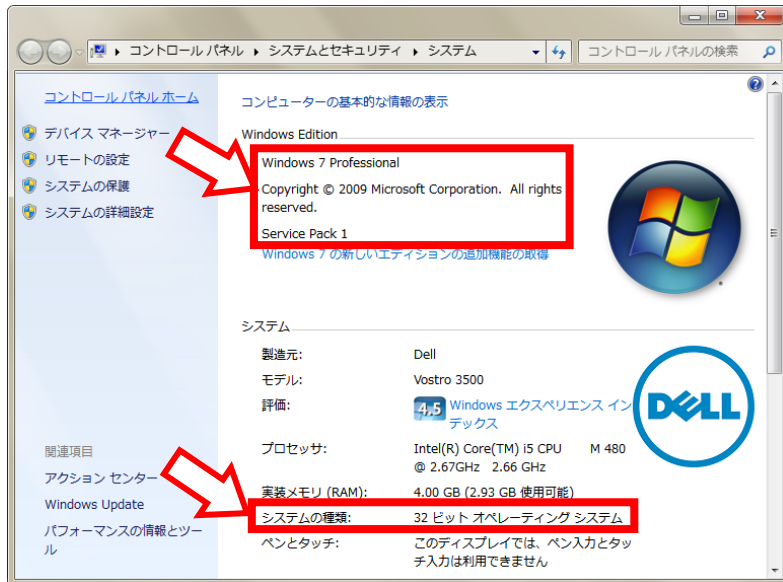 コントロール パネル ▸ システムとセキュリティ ▸ システム
コントロール パネルの検索
コントロール パネル ホーム
デバイス マネージャー
リモートの設定
システムの保護
システムの詳細設定
関連項目
アクション センター
Windows Update
パフォーマンスの情報とツー
ル
コンピューターの基本的な情報の表示
Windows Edition
Windows 7 Professional
Copyright © 2009 Microsoft Corporation. All rights
reserved.
Service Pack 1
Windows 7 の新しいエディションの追加機能の取得
システム
製造元: Dell
モデル: Vostro 3500
評価: 4.5 Windows エクスペリエンス イン
デックス
プロセッサ: Intel(R) Core(TM) i5 CPU M 480
@ 2.67GHz 2.66 GHz
実装メモリ (RAM): 4.00 GB (2.93 GB 使用可能)
システムの種類: 32 ビット オペレーティング システム
ペンとタッチ: このディスプレイでは、ペン入力とタッ
チ入力は利用できません
DELL